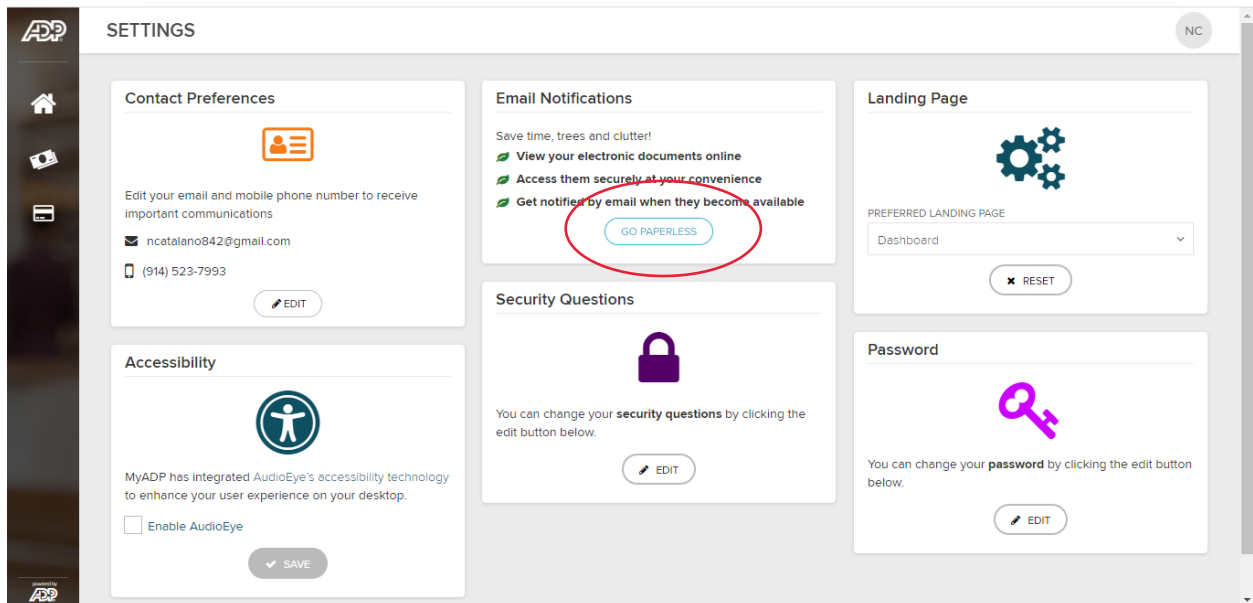 ADP
SETTINGS
NC
Contact Preferences
Edit your email and mobile phone number to receive
important communications
ncatalano842@gmail.com
(914) 523-7993
EDIT
Accessibility
MyADP has integrated AudioEye's accessibility technology
to enhance your user experience on your desktop.
Enable AudioEye
SAVE
Email Notifications
Save time, trees and clutter!
View your electronic documents online
Access them securely at your convenience
Get notified by email when they become available
GO PAPERLESS
Security Questions
You can change your security questions by clicking the
edit button below.
EDIT
Landing Page
PREFERRED LANDING PAGE
Dashboard
RESET
Password
You can change your password by clicking the edit button
below.
EDIT
powered by
ADP